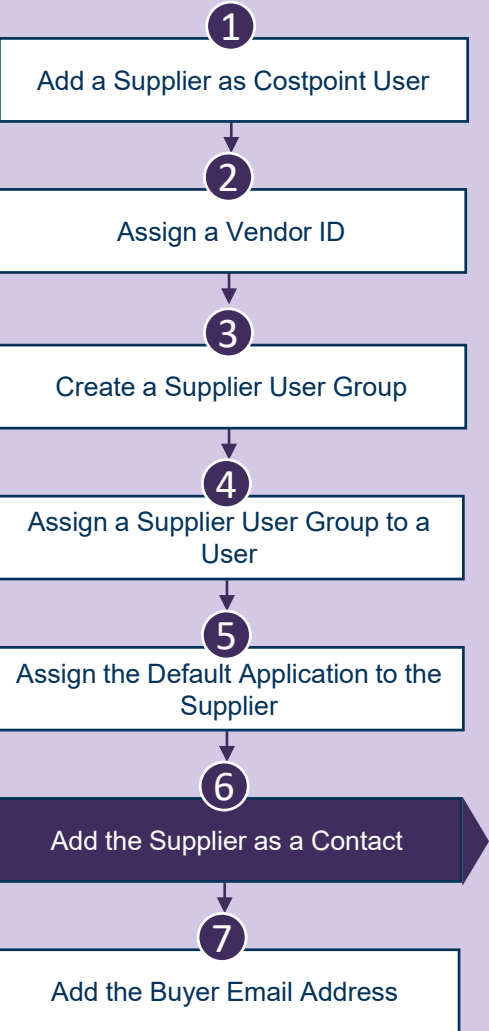 1
Add a Supplier as Costpoint User
2
Assign a Vendor ID
3
Create a Supplier User Group
4
Assign a Supplier User Group to a
User
5
Assign the Default Application to the
Supplier
6
Add the Supplier as a Contact
7
Add the Buyer Email Address